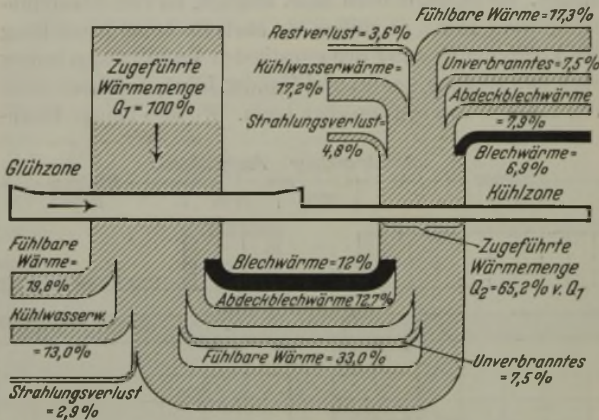 Restverlust = 3,6%
Fühlbare Wärme = 17,3%
Zugeführte
Wärmemenge
Q1 = 100%
Kühlwasserwärme =
17,2%
Unverbranntes = 7,5%
Abdeckblechwärme
= 7,9%
Strahlungsverlust =
4,8%
Blechwärme
6,9%
Glühzone
Kühlzone
Fühlbare
Wärme =
19,8%
Kühlwasserw.
= 13,0%
Strahlungsverlust
= 2,9%
Blechwärme = 12%
Abdeckblechwärme 12,7%
Fühlbare Wärme = 33,0%
Zugeführte
Wärmemenge
Q2 = 65,2% v. Q1
Unverbranntes
= 7,5%